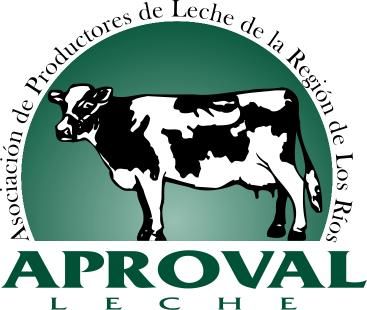 Asociación de Productores de Leche de la Región de Los Ríos
APROVAL
LECHE